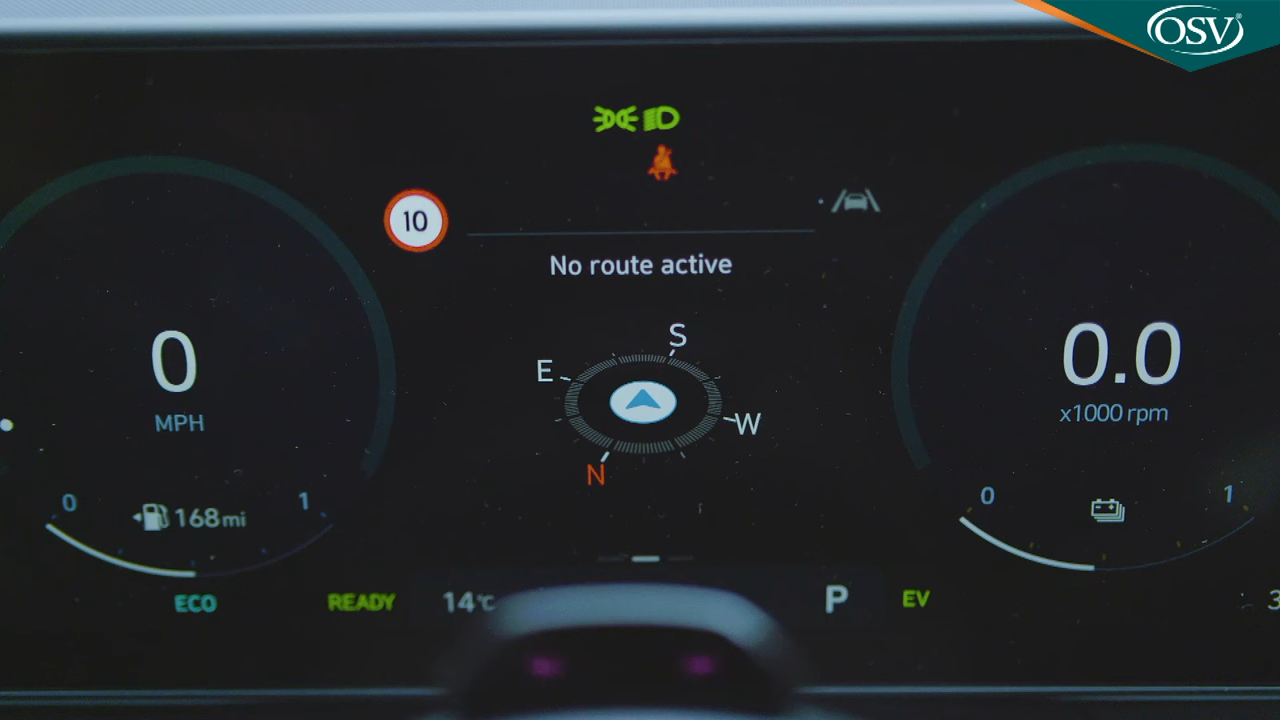 OSV®
10
No route active
S
E
0
0.0
MPH
x1000 rpm
W
N
0
1
0
1
168mi
ECO
READY
14°C
P
EV
3